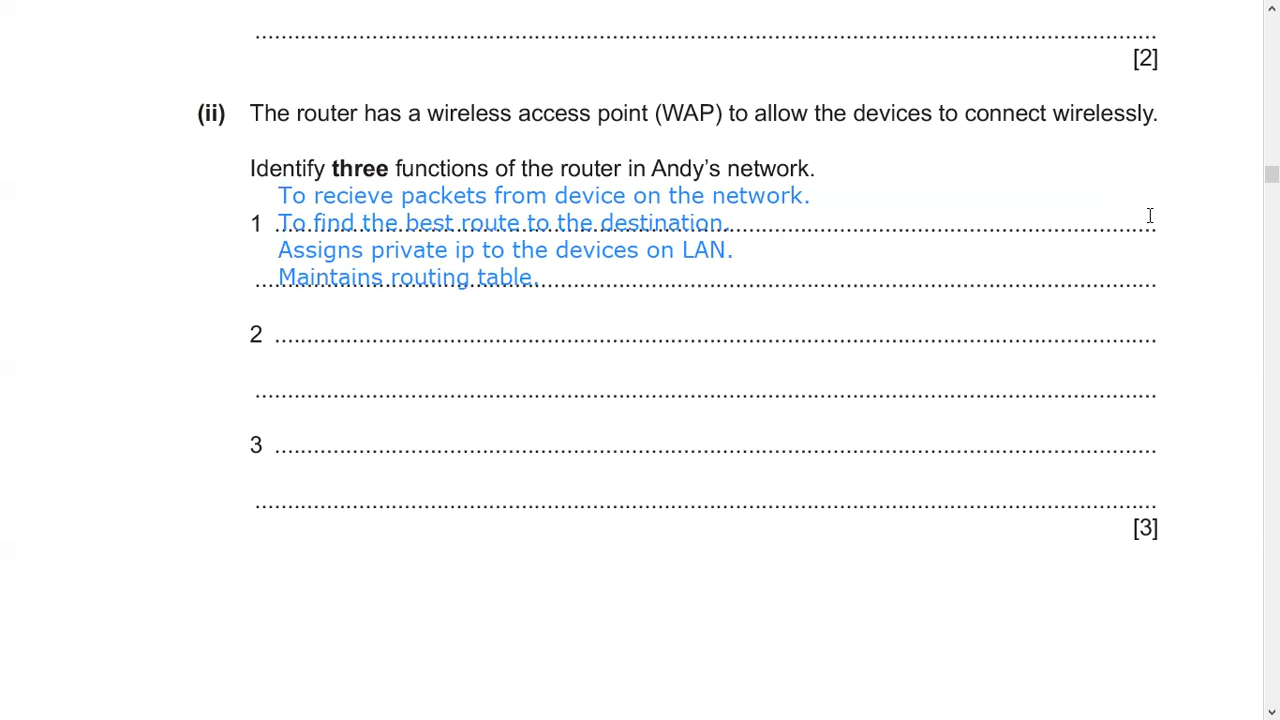 ................................................................................................................................
[2]
(ii) The router has a wireless access point (WAP) to allow the devices to connect wirelessly.
Identify three functions of the router in Andy’s network.
To recieve packets from device on the network.
1 To find the best route to the destination.
Assigns private ip to the devices on LAN.
Maintains routing table.
2 ................................................................................................................................
................................................................................................................................
3 ................................................................................................................................
................................................................................................................................
[3]